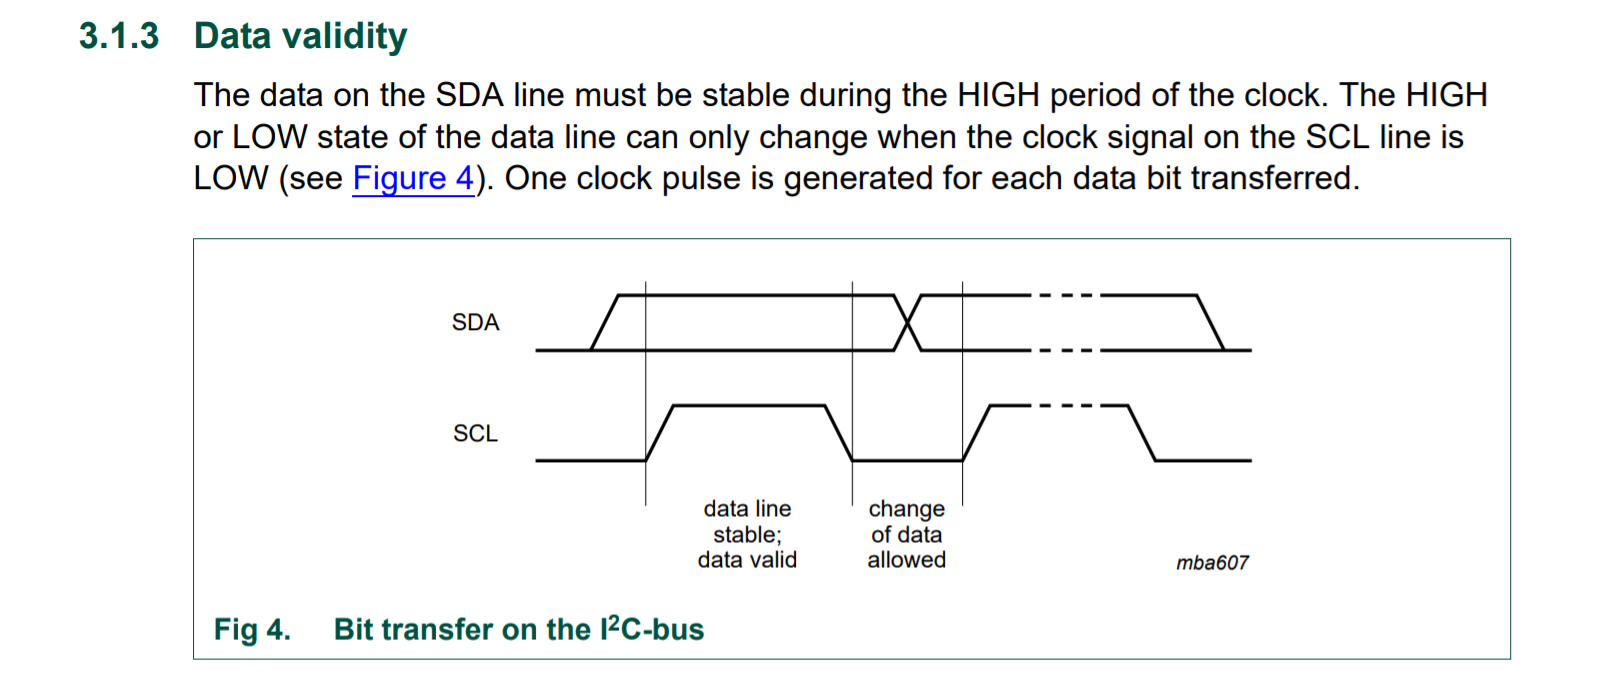 3.1.3 Data validity
The data on the SDA line must be stable during the HIGH period of the clock. The HIGH
or LOW state of the data line can only change when the clock signal on the SCL line is
LOW (see Figure 4). One clock pulse is generated for each data bit transferred.
SDA
SCL
data line
stable;
data valid
change
of data
allowed
mba607
Fig 4. Bit transfer on the I²C-bus